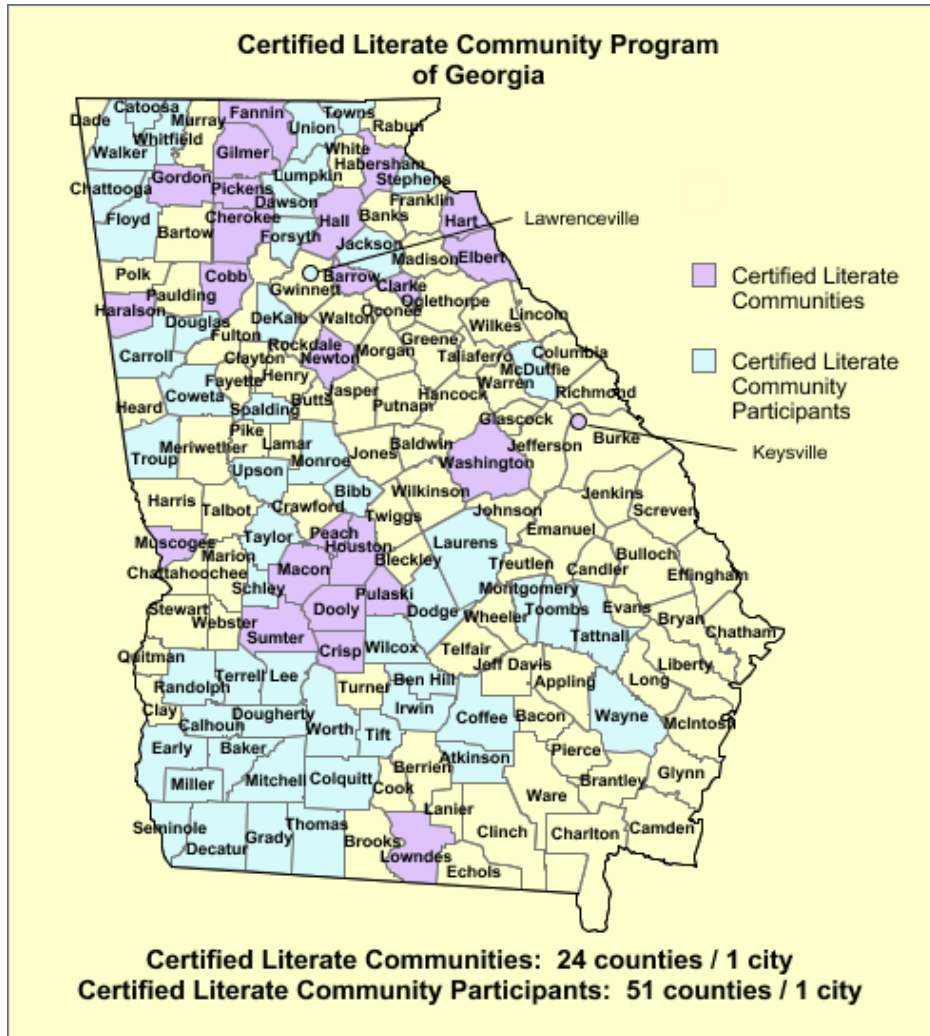 Certified Literate Community Program
of Georgia
Catoosa
Fannin
Towns
Dade
Murray
Union
Rabun
Whitfield
White
Walker
Gilmer
Habersham
Lumpkin
Stephens
Gordon
Chattooga
Pickens
Dawson
Franklin
Hart
Floyd
Cherokee
Hall
Banks
Lawrenceville
Bartow
Forsyth
Jackson
Madison
Elbert
Polk
Cobb
Barrow
Clarke
Certified Literate
Communities
Paulding
Gwinnett
Oglethorpe
Haralson
Oconee
Lincoln
Douglas
DeKalb
Walton
Wilkes
Fulton
Rockdale
Greene
Carroll
Clayton
Newton
Morgan
Taliaferro
Columbia
McDuffie
Certified Literate
Community
Participants
Fayette
Henry
Warren
Richmond
Coweta
Jasper
Hancock
Heard
Spalding
Butts
Putnam
Glascock
Pike
Lamar
Burke
Meriwether
Baldwin
Jefferson
Keysville
Troup
Monroe
Jones
Washington
Upson
Bibb
Wilkinson
Harris
Crawford
Jenkins
Talbot
Twiggs
Johnson
Screven
Peach
Emanuel
Muscogee
Taylor
Houston
Laurens
Marion
Bleckley
Bulloch
Chattahoochee
Macon
Treutlen
Candler
Effingham
Schley
Pulaski
Montgomery
Stewart
Dooly
Dodge
Toombs
Evans
Webster
Wheeler
Bryan
Sumter
Tattnall
Chatham
Crisp
Wilcox
Telfair
Quitman
Jeff Davis
Liberty
Terrell
Lee
Ben Hill
Appling
Long
Randolph
Turner
Clay
Irwin
Calhoun
Dougherty
Coffee
Bacon
Wayne
McIntosh
Worth
Tift
Early
Baker
Atkinson
Pierce
Miller
Mitchell
Colquitt
Berrien
Brantley
Glynn
Cook
Ware
Lanier
Seminole
Thomas
Clinch
Charlton
Camden
Decatur
Grady
Brooks
Lowndes
Echols
Certified Literate Communities: 24 counties / 1 city
Certified Literate Community Participants: 51 counties / 1 city